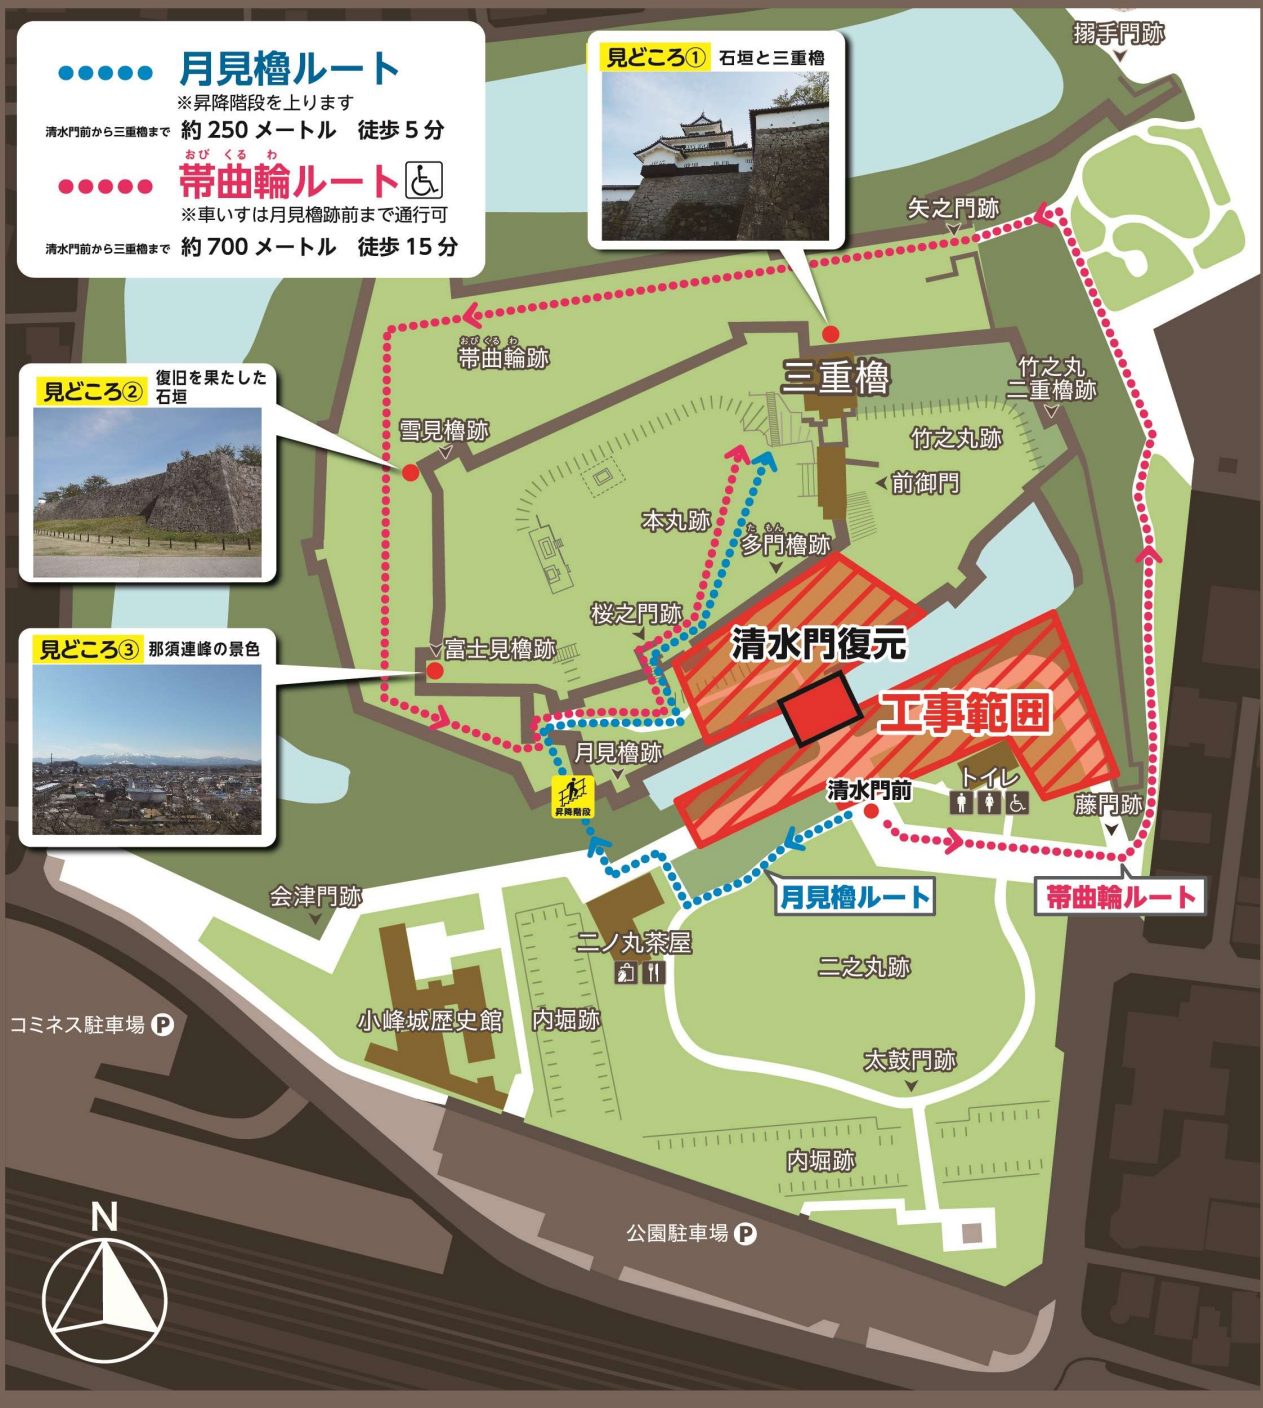 月見櫓ルート
※昇降階段を上ります
清水門前から三重櫓まで 約250メートル 徒歩5分
おび くる わ
帯曲輪ルート
※車いすは月見櫓跡前まで通行可
清水門前から三重櫓まで 約700メートル 徒歩15分
見どころ① 石垣と三重櫓
搦手門跡
矢之門跡
おび くる わ
帯曲輪跡
三重櫓
竹之丸
二重櫓跡
見どころ② 復旧を果たした
石垣
雪見櫓跡
竹之丸跡
前御門
本丸跡
た もん
多門櫓跡
桜之門跡
清水門復元
見どころ③ 那須連峰の景色
富士見櫓跡
工事範囲
月見櫓跡
昇降階段
清水門前
トイレ
藤門跡
月見櫓ルート
帯曲輪ルート
会津門跡
二ノ丸茶屋
二之丸跡
小峰城歴史館
内堀跡
コミネス駐車場 P
太鼓門跡
内堀跡
公園駐車場 P
N